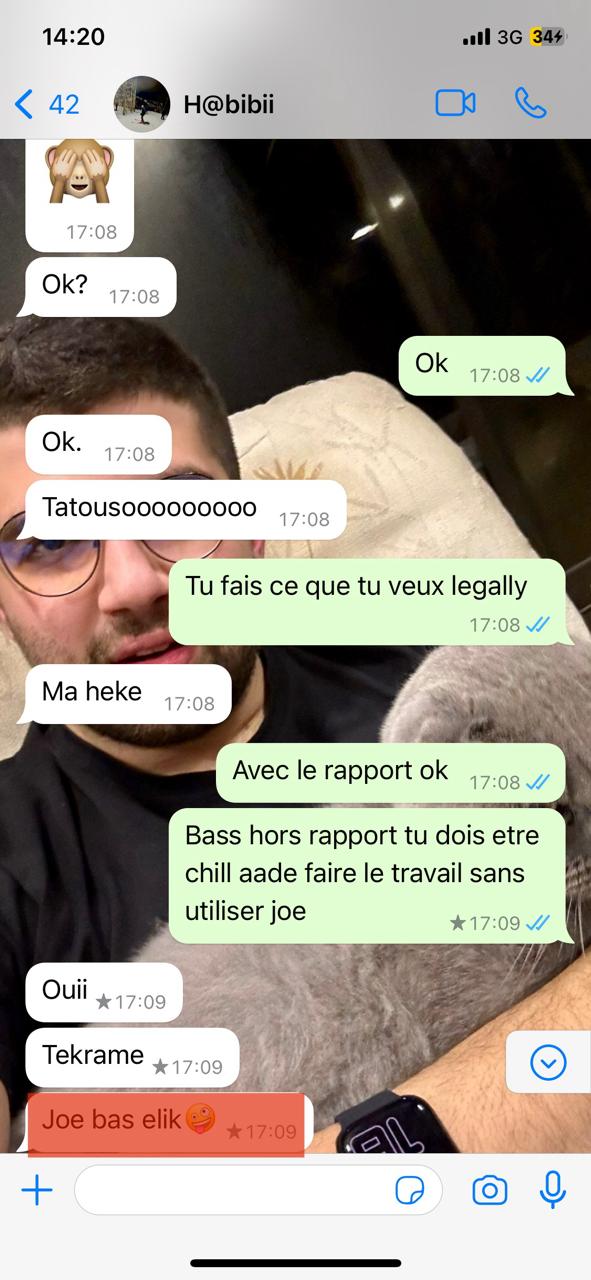 14:20
3G 34
42 H@bibii
17:08
Ok? 17:08
Ok 17:08
Ok. 17:08
Tatousooooooooo 17:08
Tu fais ce que tu veux legally
17:08
Ma heke 17:08
Avec le rapport ok 17:08
Bass hors rapport tu dois etre
chill aade faire le travail sans
utiliser joe
17:09
Ouii 17:09
Tekrame 17:09
Joe bas elik🤪 17:09